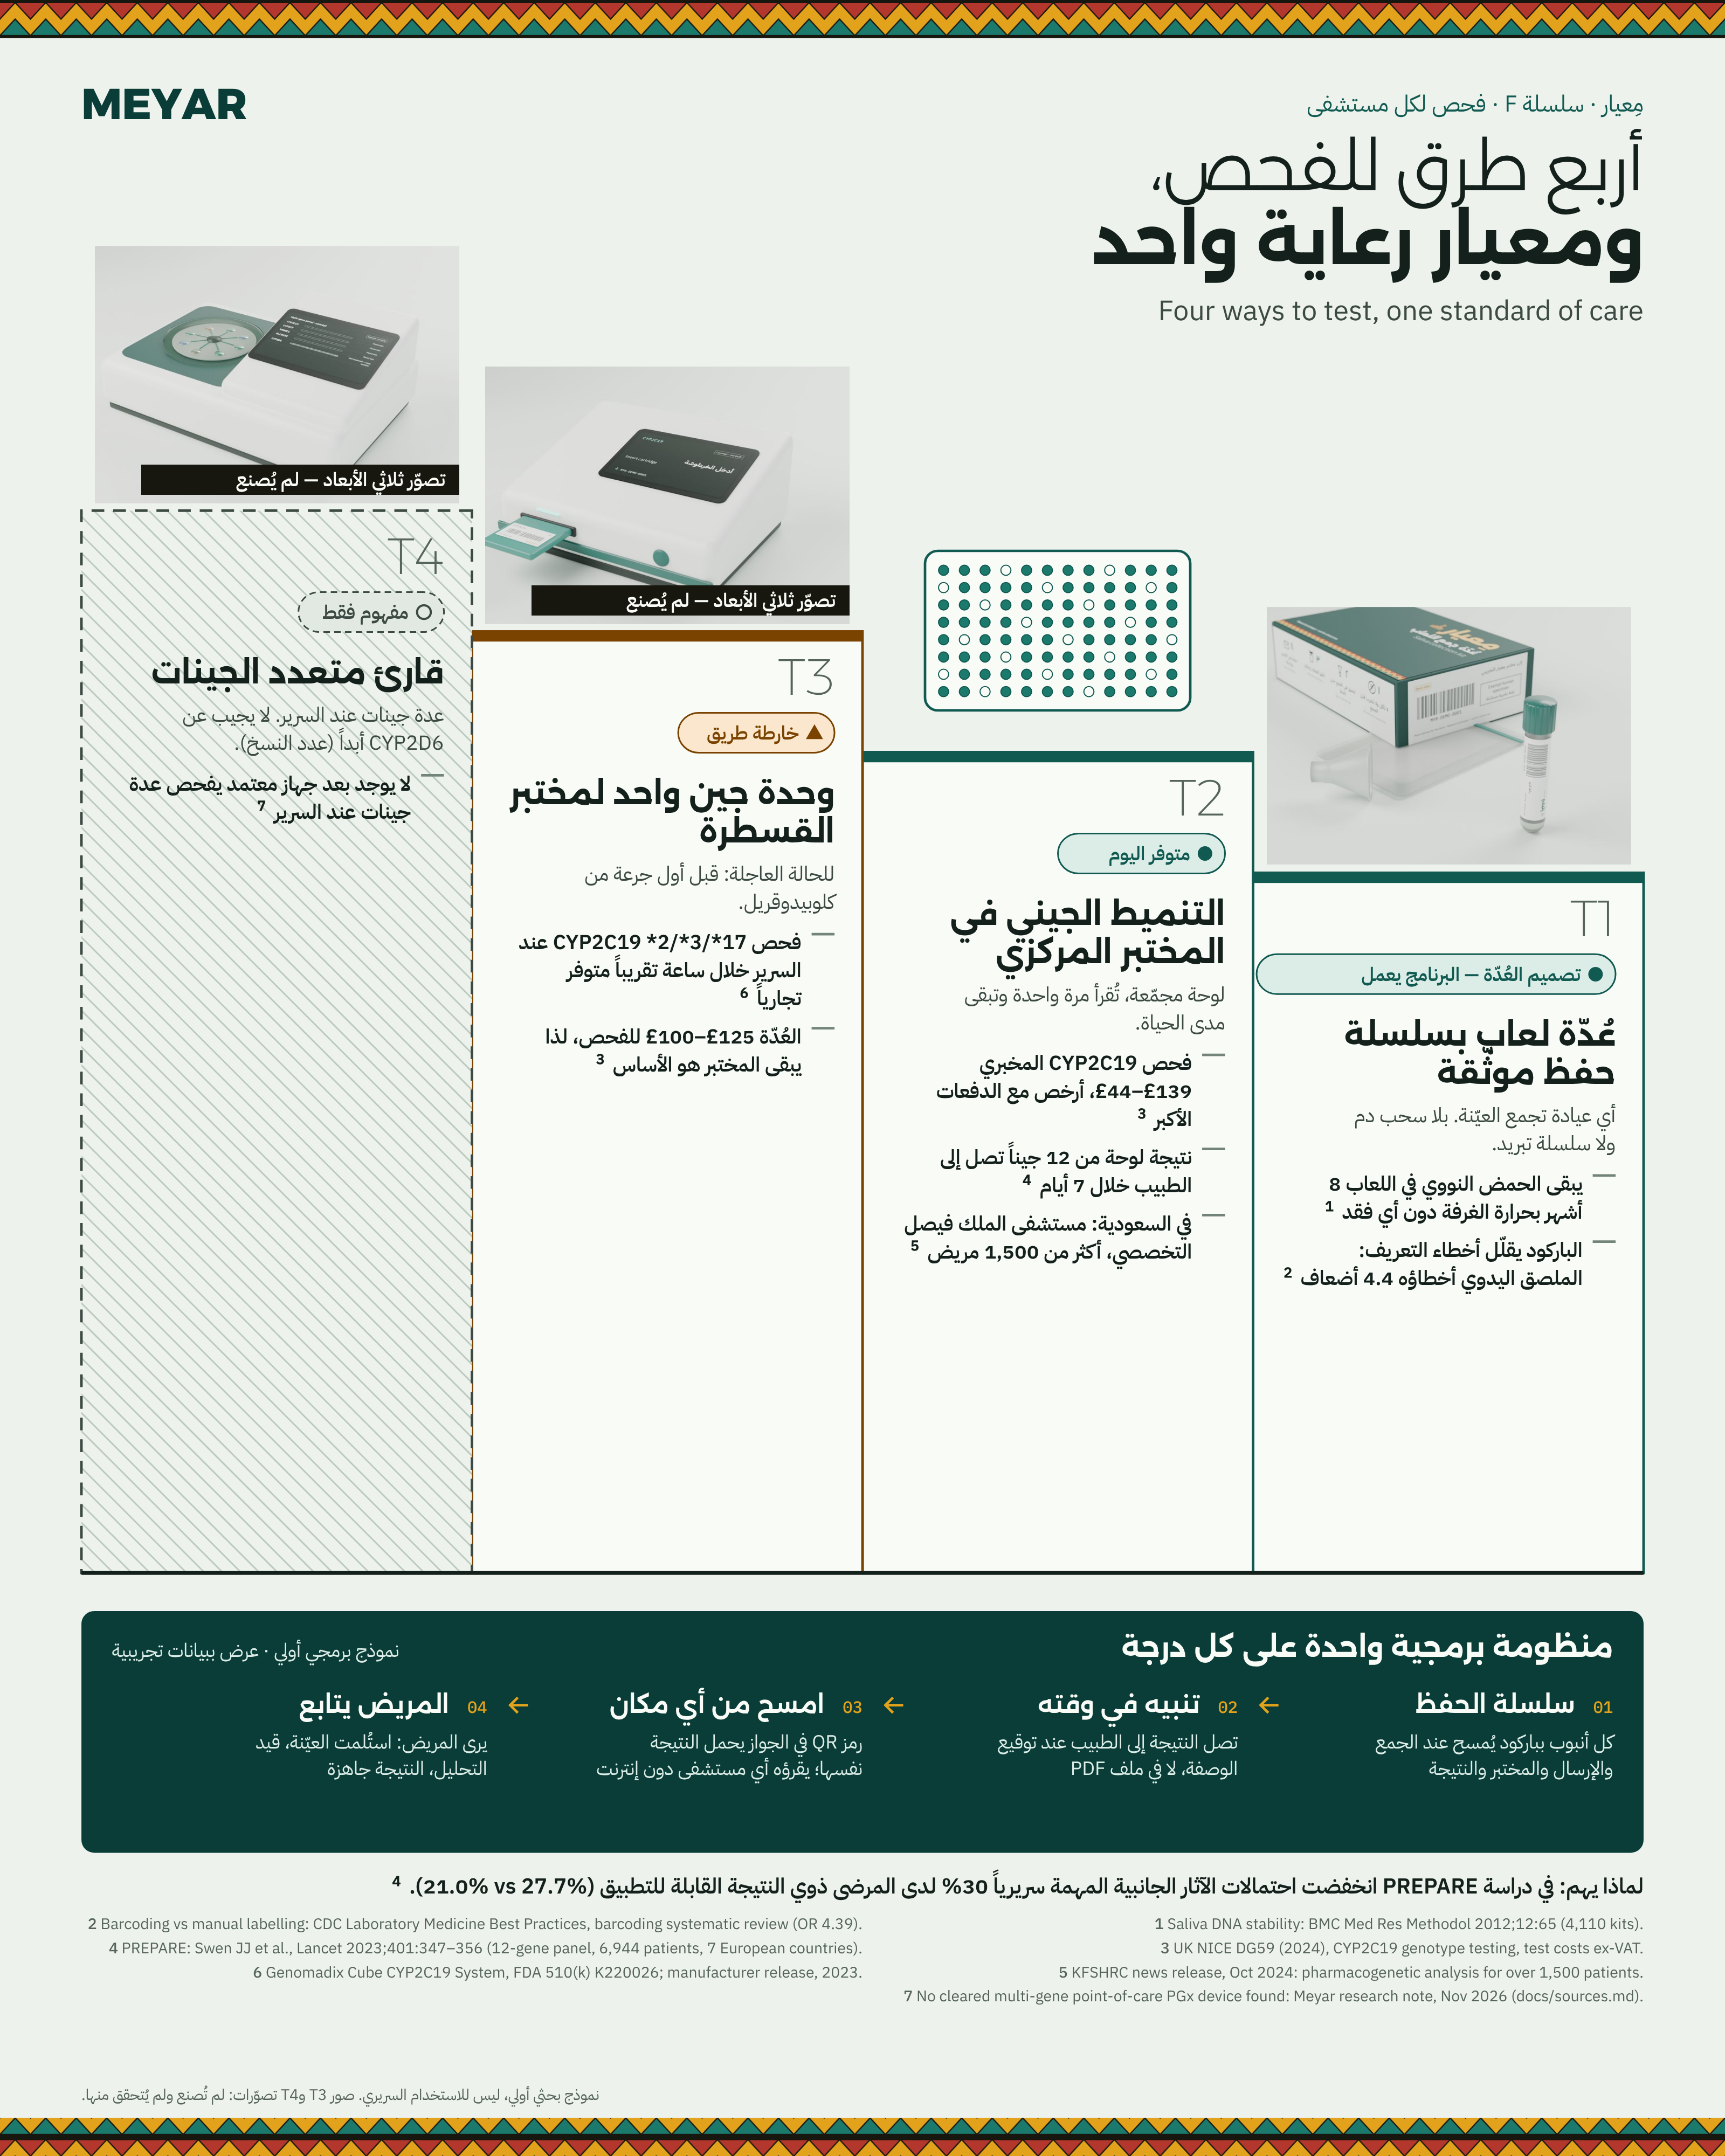 MEYAR
مِعيار · سلسلة F · فحص لكل مستشفى
أربع طرق للفحص،
ومعيار رعاية واحد
Four ways to test, one standard of care
T1
تصميم العُدّة — البرنامج يعمل
عُدّة لعاب بسلسلة
حفظ موثّقة
أي عيادة تجمع العيّنة. بلا سحب دم
ولا سلسلة تبريد.
يبقى الحمض النووي في اللعاب 8
أشهر بحرارة الغرفة دون أي فقد 1
الباركود يقلّل أخطاء التعريف:
الملصق اليدوي أخطاؤه 4.4 أضعاف 2
T2
متوفر اليوم
التنميط الجيني في
المختبر المركزي
لوحة مجمّعة، تُقرأ مرة واحدة وتبقى
مدى الحياة.
فحص CYP2C19 المخبري
£44–£139، أرخص مع الدفعات
الأكبر 3
نتيجة لوحة من 12 جيناً تصل إلى
الطبيب خلال 7 أيام 4
في السعودية: مستشفى الملك فيصل
التخصصي، أكثر من 1,500 مريض 5
تصوّر ثلاثي الأبعاد — لم يُصنع
T3
خارطة طريق
وحدة جين واحد لمختبر
القسطرة
للحالة العاجلة: قبل أول جرعة من
كلوبيدوقريل.
فحص CYP2C19 *2/*3/*17 عند
السرير خلال ساعة تقريباً متوفر
تجارياً 6
العُدّة £100–£125 للفحص، لذا
يبقى المختبر هو الأساس 3
تصوّر ثلاثي الأبعاد — لم يُصنع
T4
مفهوم فقط
قارئ متعدد الجينات
عدة جينات عند السرير. لا يجيب عن
CYP2D6 أبداً (عدد النسخ).
لا يوجد بعد جهاز معتمد يفحص عدة
جينات عند السرير 7
منظومة برمجية واحدة على كل درجة
نموذج برمجي أولي · عرض ببيانات تجريبية
01 سلسلة الحفظ
كل أنبوب بباركود يُمسح عند الجمع
والإرسال والمختبر والنتيجة
← 02 تنبيه في وقته
تصل النتيجة إلى الطبيب عند توقيع
الوصفة، لا في ملف PDF
← 03 امسح من أي مكان
رمز QR في الجواز يحمل النتيجة
نفسها؛ يقرؤه أي مستشفى دون إنترنت
← 04 المريض يتابع
يرى المريض: استُلمت العيّنة، قيد
التحليل، النتيجة جاهزة
لماذا يهم: في دراسة PREPARE انخفضت احتمالات الآثار الجانبية المهمة سريرياً 30% لدى المرضى ذوي النتيجة القابلة للتطبيق (21.0% vs 27.7%). 4
1 Saliva DNA stability: BMC Med Res Methodol 2012;12:65 (4,110 kits).
2 Barcoding vs manual labelling: CDC Laboratory Medicine Best Practices, barcoding systematic review (OR 4.39).
3 UK NICE DG59 (2024), CYP2C19 genotype testing, test costs ex-VAT.
4 PREPARE: Swen JJ et al., Lancet 2023;401:347–356 (12-gene panel, 6,944 patients, 7 European countries).
5 KFSHRC news release, Oct 2024: pharmacogenetic analysis for over 1,500 patients.
6 Genomadix Cube CYP2C19 System, FDA 510(k) K220026; manufacturer release, 2023.
7 No cleared multi-gene point-of-care PGx device found: Meyar research note, Nov 2026 (docs/sources.md).
نموذج بحثي أولي، ليس للاستخدام السريري. صور T3 وT4 تصوّرات: لم تُصنع ولم يُتحقق منها.